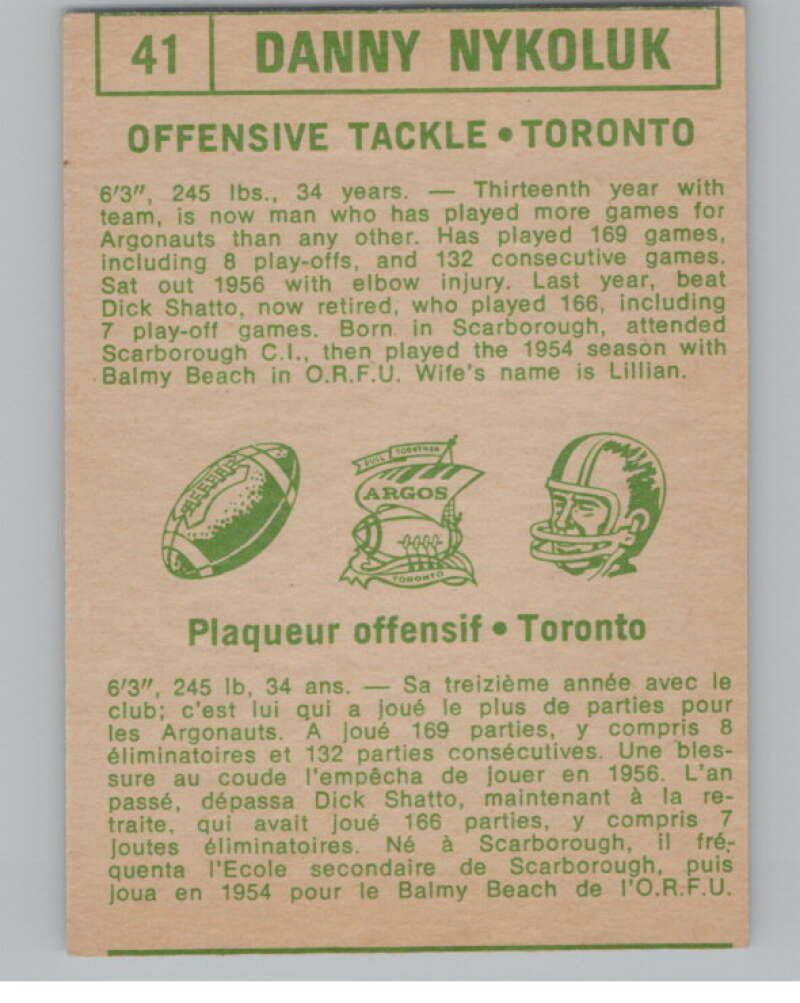 41 DANNY NYKOLUK
OFFENSIVE TACKLE • TORONTO
6'3", 245 lbs., 34 years. — Thirteenth year with
team, is now man who has played more games for
Argonauts than any other. Has played 169 games,
including 8 play-offs, and 132 consecutive games.
Sat out 1956 with elbow injury. Last year, beat
Dick Shatto, now retired, who played 166, including
7 play-off games. Born in Scarborough, attended
Scarborough C.I., then played the 1954 season with
Balmy Beach in O.R.F.U. Wife's name is Lillian.
PULL TOGETHER
ARGOS
TORONTO
Plaqueur offensif • Toronto
6'3", 245 lb, 34 ans. — Sa treizième année avec le
club; c'est lui qui a joué le plus de parties pour
les Argonauts. A joué 169 parties, y compris 8
éliminatoires et 132 parties consécutives. Une bles-
sure au coude l'empêcha de jouer en 1956. L'an
passé, dépassa Dick Shatto, maintenant à la re-
traite, qui avait joué 166 parties, y compris 7
joutes éliminatoires. Né à Scarborough, il fré-
quenta l'Ecole secondaire de Scarborough, puis
joua en 1954 pour le Balmy Beach de l'O.R.F.U.